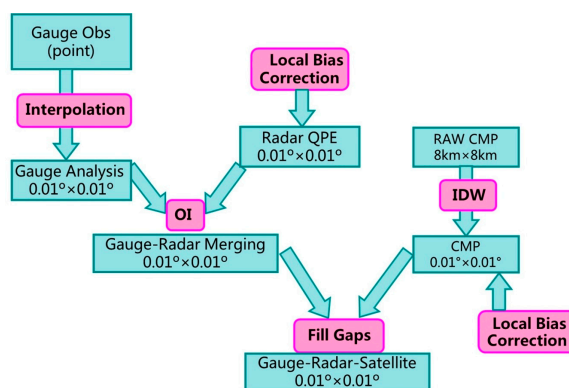 Gauge Obs
(point)
Interpolation
Gauge Analysis
0.01°×0.01°
Local Bias
Correction
Radar QPE
0.01°×0.01°
OI
Gauge-Radar Merging
0.01°×0.01°
RAW CMP
8km×8km
IDW
CMP
0.01°×0.01°
Local Bias
Correction
Fill Gaps
Gauge-Radar-Satellite
0.01°×0.01°